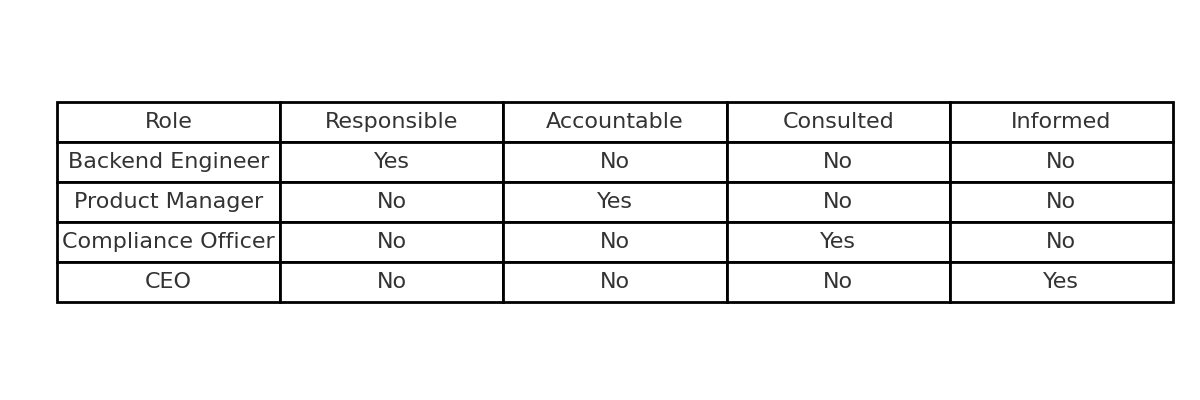 Role Responsible Accountable Consulted Informed
Backend Engineer Yes No No No
Product Manager No Yes No No
Compliance Officer No No Yes No
CEO No No No Yes